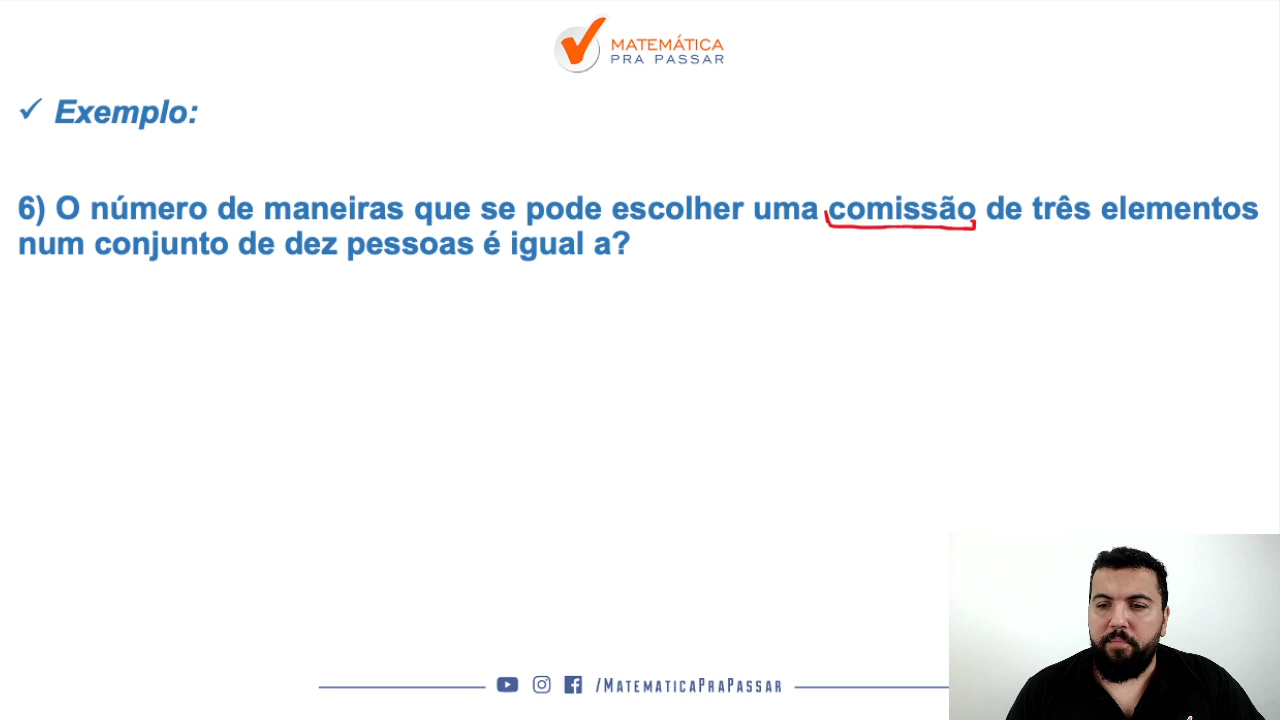 MATEMÁTICA
PRA PASSAR
Exemplo:
6) O número de maneiras que se pode escolher uma comissão de três elementos
num conjunto de dez pessoas é igual a?
/MATEMATICAPRAPASSAR